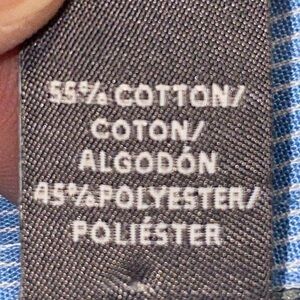 55% COTTON/
COTON/
ALGODÓN
45% POLYESTER/
POLIÉSTER